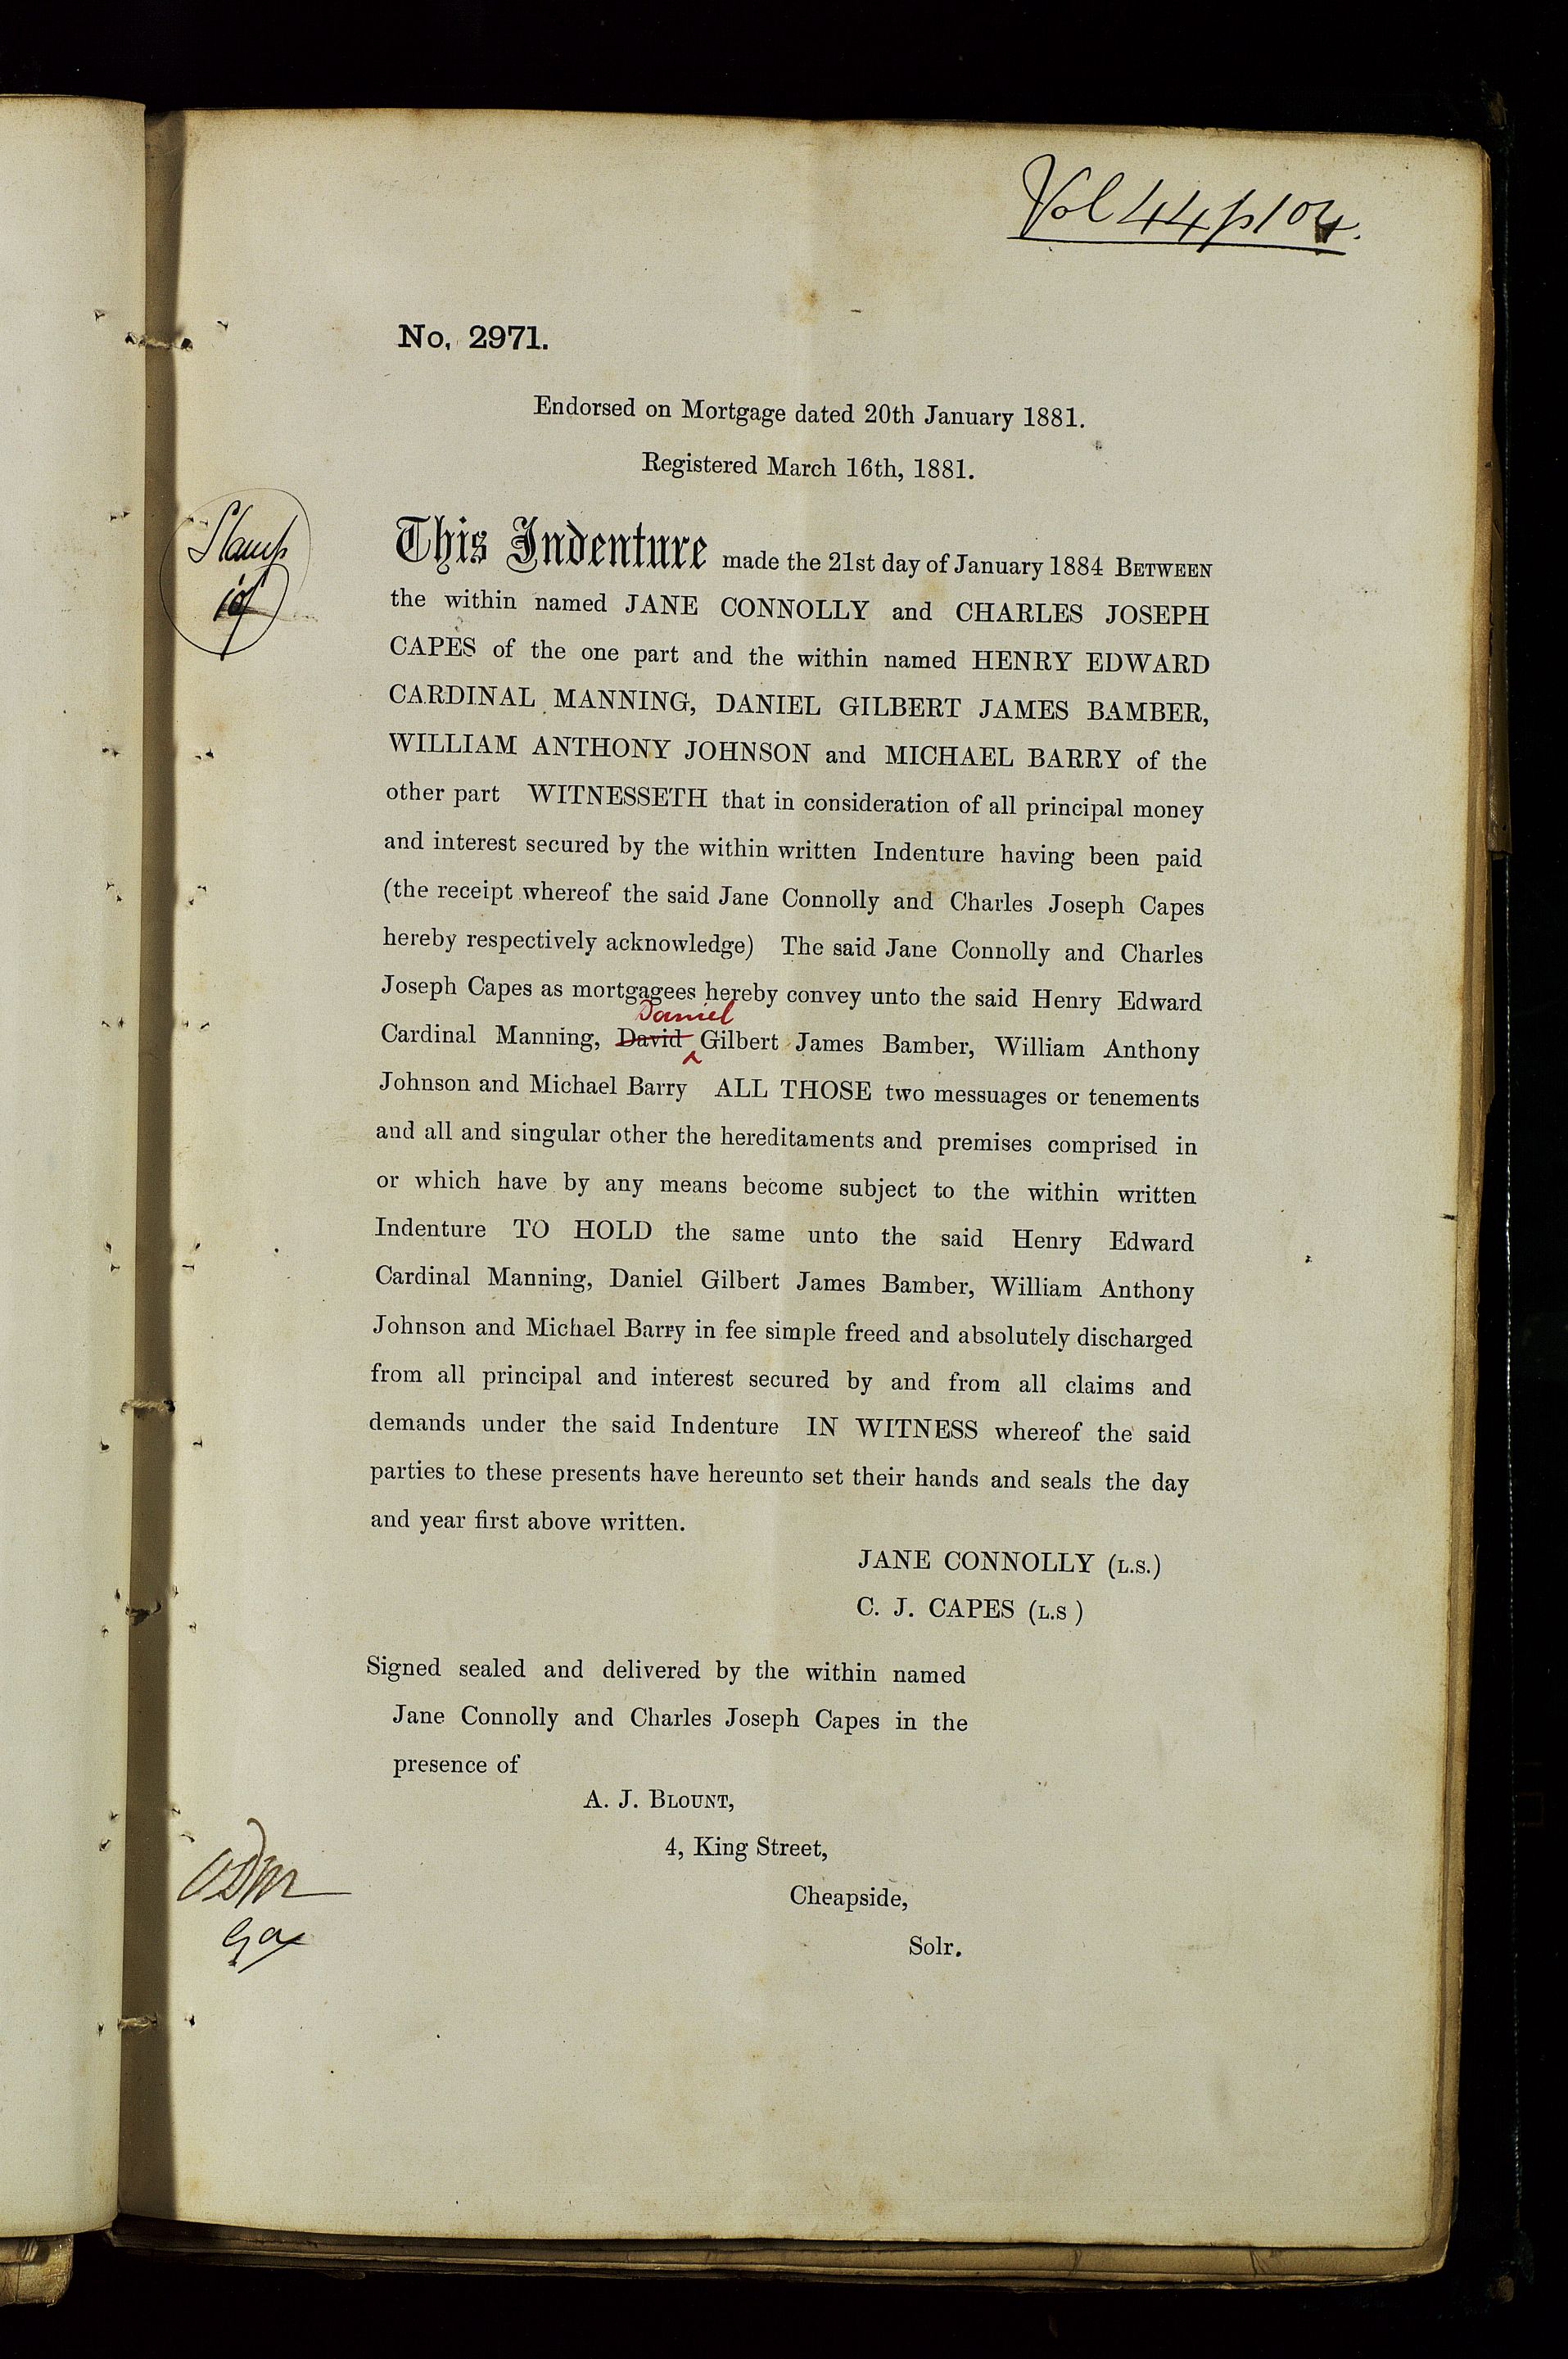 Vol 44 p 104.
No. 2971.
Endorsed on Mortgage dated 20th January 1881.
Registered March 16th, 1881.
Stamp
10/
This Indenture made the 21st day of January 1884 BETWEEN
the within named JANE CONNOLLY and CHARLES JOSEPH
CAPES of the one part and the within named HENRY EDWARD
CARDINAL MANNING, DANIEL GILBERT JAMES BAMBER,
WILLIAM ANTHONY JOHNSON and MICHAEL BARRY of the
other part WITNESSETH that in consideration of all principal money
and interest secured by the within written Indenture having been paid
(the receipt whereof the said Jane Connolly and Charles Joseph Capes
hereby respectively acknowledge) The said Jane Connolly and Charles
Joseph Capes as mortgagees hereby convey unto the said Henry Edward
Daniel
Cardinal Manning, David Gilbert James Bamber, William Anthony
Johnson and Michael Barry ALL THOSE two messuages or tenements
and all and singular other the hereditaments and premises comprised in
or which have by any means become subject to the within written
Indenture TO HOLD the same unto the said Henry Edward
Cardinal Manning, Daniel Gilbert James Bamber, William Anthony
Johnson and Michael Barry in fee simple freed and absolutely discharged
from all principal and interest secured by and from all claims and
demands under the said Indenture IN WITNESS whereof the said
parties to these presents have hereunto set their hands and seals the day
and year first above written.
JANE CONNOLLY (L.S.)
C. J. CAPES (L.S )
Signed sealed and delivered by the within named
Jane Connolly and Charles Joseph Capes in the
presence of
A. J. BLOUNT,
4, King Street,
Cheapside,
Solr.